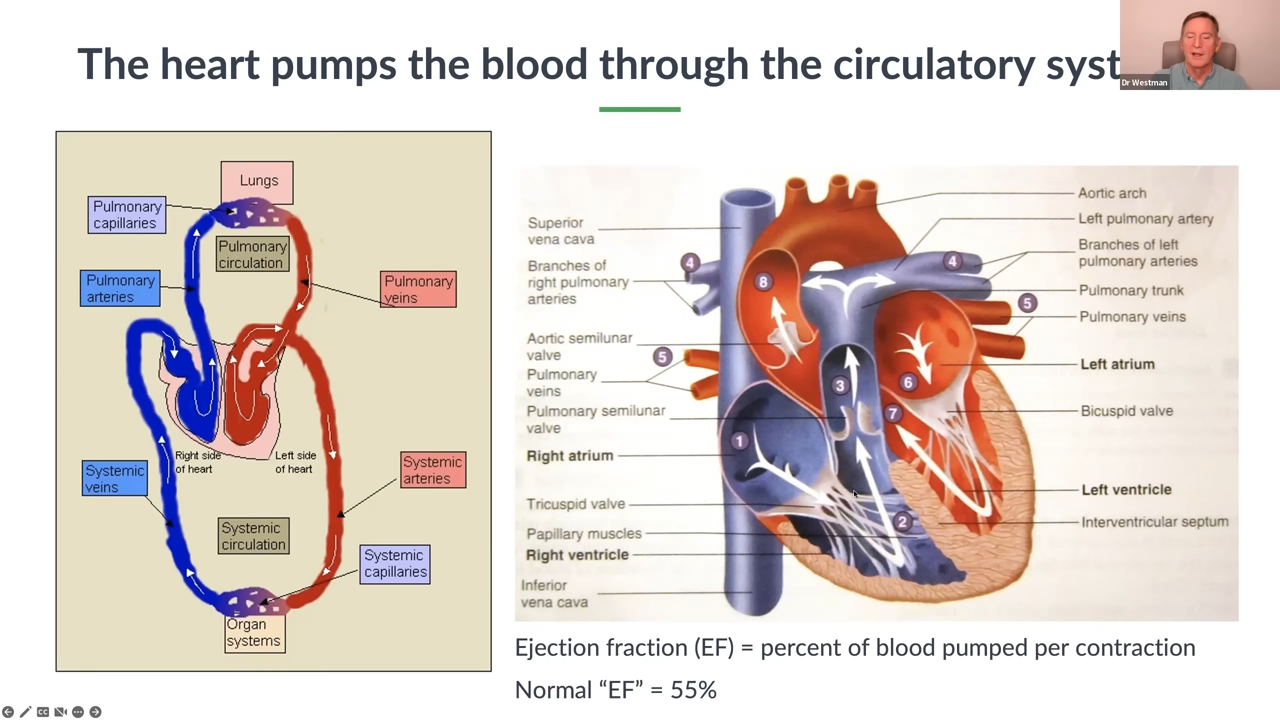 The heart pumps the blood through the circulatory syst
Dr Westman
Lungs
Pulmonary
capillaries
Pulmonary
circulation
Pulmonary
arteries
Pulmonary
veins
Right side
of heart
Left side
of heart
Systemic
veins
Systemic
arteries
Systemic
circulation
Systemic
capillaries
Organ
systems
Superior
vena cava
Branches of
right pulmonary
arteries
Aortic semilunar
valve
Pulmonary
veins
Pulmonary semilunar
valve
Right atrium
Tricuspid valve
Papillary muscles
Right ventricle
Inferior
vena cava
4
8
4
5
5
3
6
7
1
2
Aortic arch
Left pulmonary artery
Branches of left
pulmonary arteries
Pulmonary trunk
Pulmonary veins
Left atrium
Bicuspid valve
Left ventricle
Interventricular septum
Ejection fraction (EF) = percent of blood pumped per contraction
Normal “EF” = 55%
CC